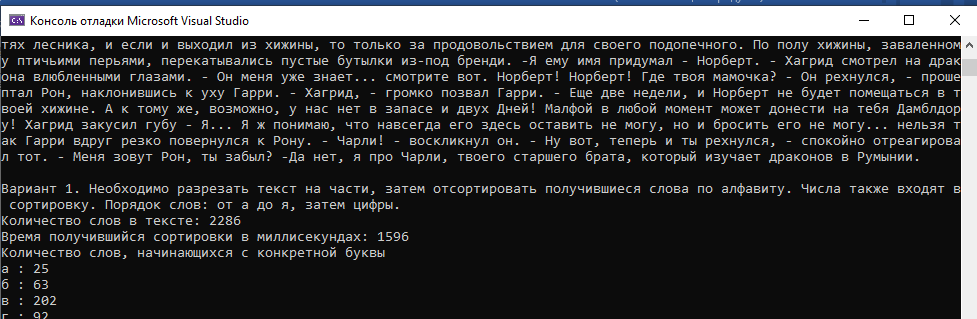 Консоль отладки Microsoft Visual Studio
тях лесника, и если и выходил из хижины, то только за продовольствием для своего подопечного. По полу хижины, заваленном
у птичьими перьями, перекатывались пустые бутылки из-под бренди. -Я ему имя придумал - Норберт. - Хагрид смотрел на драк
она влюбленными глазами. - Он меня уже знает... смотрите вот. Норберт! Норберт! Где твоя мамочка? - Он рехнулся, - проше
птал Рон, наклонившись к уху Гарри. - Хагрид, - громко позвал Гарри. - Еще две недели, и Норберт не будет помещаться в т
воей хижине. А к тому же, возможно, у нас нет в запасе и двух Дней! Малфой в любой момент может донести на тебя Дамблдор
у! Хагрид закусил губу - Я... Я ж понимаю, что навсегда его здесь оставить не могу, но и бросить его не могу... нельзя т
ак Гарри вдруг резко повернулся к Рону. - Чарли! - воскликнул он. - Ну вот, теперь и ты рехнулся, - спокойно отреагирова
л тот. - Меня зовут Рон, ты забыл? -Да нет, я про Чарли, твоего старшего брата, который изучает драконов в Румынии.
Вариант 1. Необходимо разрезать текст на части, затем отсортировать получившиеся слова по алфавиту. Числа также входят в
сортировку. Порядок слов: от а до я, затем цифры.
Количество слов в тексте: 2286
Время получившийся сортировки в миллисекундах: 1596
Количество слов, начинающихся с конкретной буквы
а : 25
б : 63
в : 202
г : 92